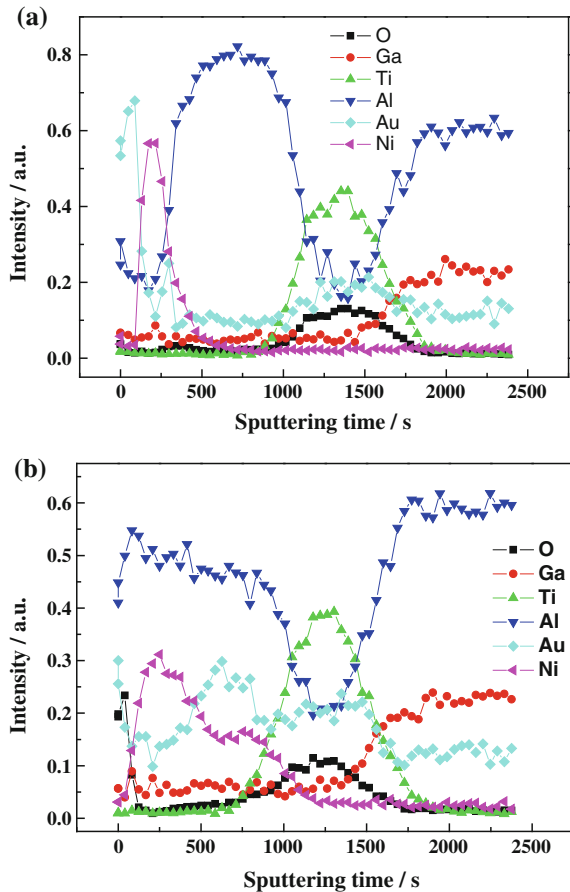 (a)
O
Ga
Ti
Al
Au
Ni
0.8
0.6
0.4
0.2
0.0
Intensity / a.u.
0 500 1000 1500 2000 2500
Sputtering time / s
(b)
O
Ga
Ti
Al
Au
Ni
0.6
0.5
0.4
0.3
0.2
0.1
0.0
Intensity / a.u.
0 500 1000 1500 2000 2500
Sputtering time / s